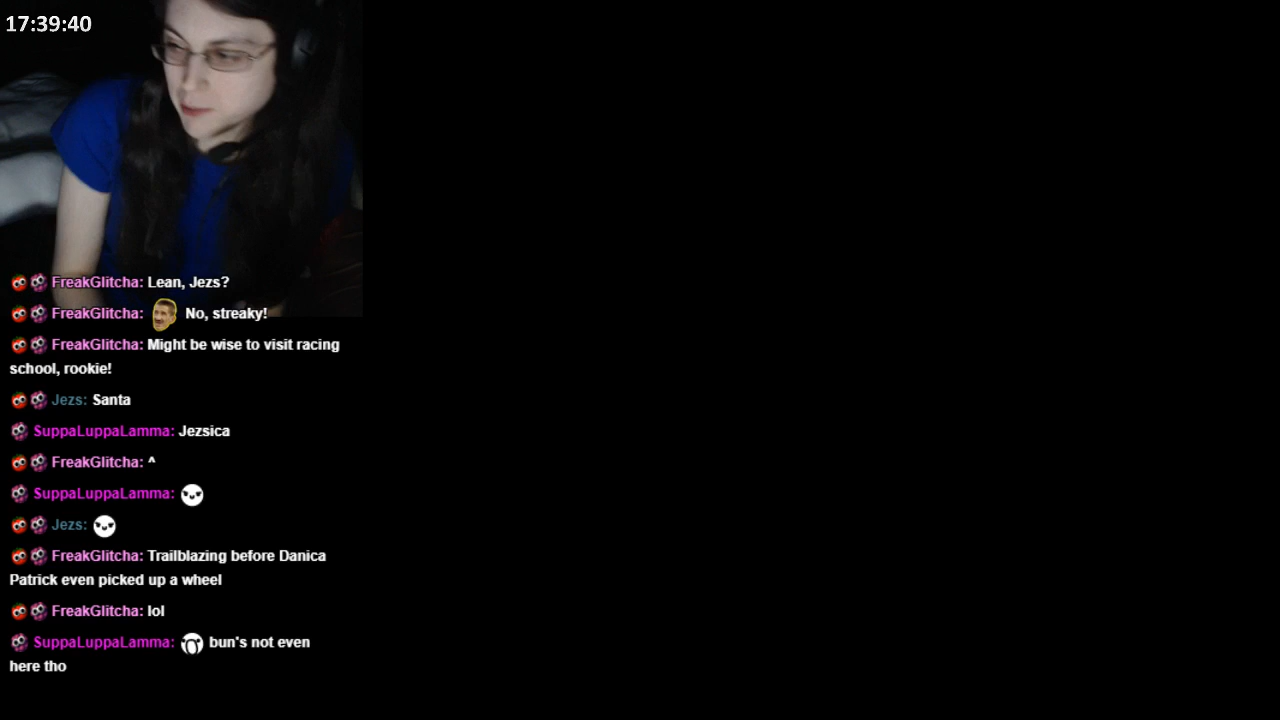 17:39:40
FreakGlitcha: Lean, Jezs?
FreakGlitcha: No, streaky!
FreakGlitcha: Might be wise to visit racing
school, rookie!
Jezs: Santa
SuppaLuppaLamma: Jezsica
FreakGlitcha: ^
SuppaLuppaLamma:
Jezs:
FreakGlitcha: Trailblazing before Danica
Patrick even picked up a wheel
FreakGlitcha: lol
SuppaLuppaLamma: bun's not even
here tho